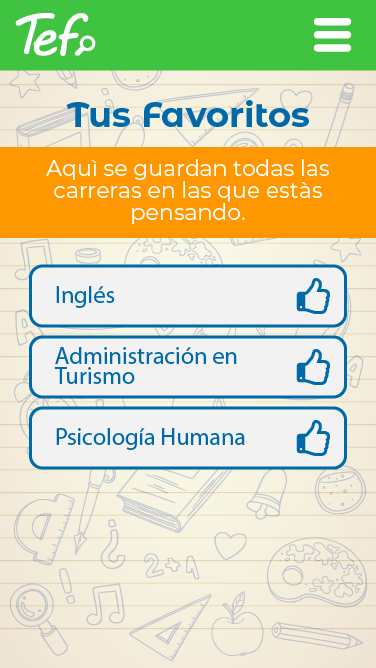 Tef
Tus Favoritos
Aquì se guardan todas las
carreras en las que estàs
pensando.
Inglés
Administración en
Turismo
Psicología Humana